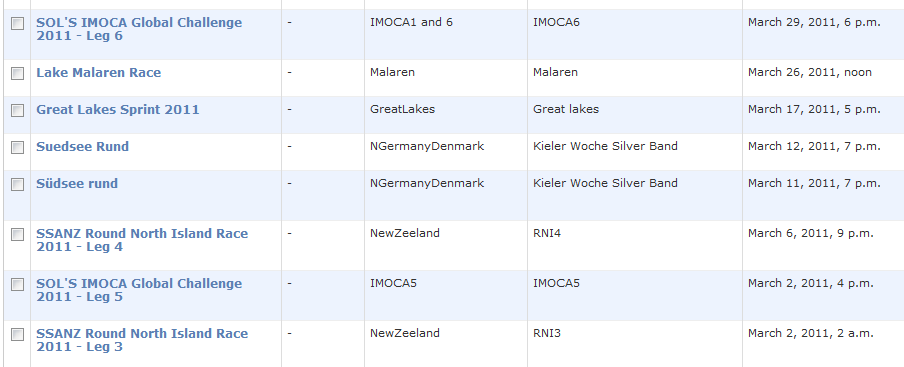 SOL'S IMOCA Global Challenge 2011 - Leg 6 - IMOCA1 and 6 IMOCA6 March 29, 2011, 6 p.m.
Lake Malaren Race - Malaren Malaren March 26, 2011, noon
Great Lakes Sprint 2011 - GreatLakes Great lakes March 17, 2011, 5 p.m.
Suedsee Rund - NGermanyDenmark Kieler Woche Silver Band March 12, 2011, 7 p.m.
Südsee rund - NGermanyDenmark Kieler Woche Silver Band March 11, 2011, 7 p.m.
SSANZ Round North Island Race 2011 - Leg 4 - NewZeeland RNI4 March 6, 2011, 9 p.m.
SOL'S IMOCA Global Challenge 2011 - Leg 5 - IMOCA5 IMOCA5 March 2, 2011, 4 p.m.
SSANZ Round North Island Race 2011 - Leg 3 - NewZeeland RNI3 March 2, 2011, 2 a.m.